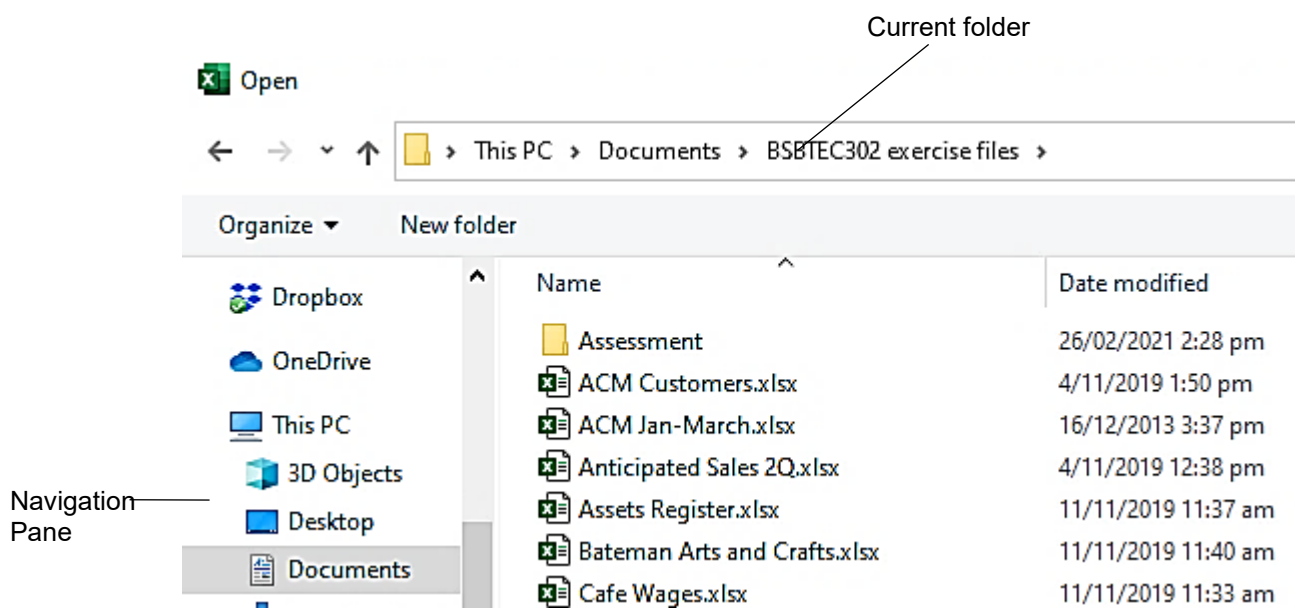 Current folder
Open
This PC > Documents > BSBTEC302 exercise files >
Organize New folder
Dropbox
OneDrive
This PC
3D Objects
Desktop
Documents
Navigation
Pane
Name Date modified
Assessment 26/02/2021 2:28 pm
ACM Customers.xlsx 4/11/2019 1:50 pm
ACM Jan-March.xlsx 16/12/2013 3:37 pm
Anticipated Sales 2Q.xlsx 4/11/2019 12:38 pm
Assets Register.xlsx 11/11/2019 11:37 am
Bateman Arts and Crafts.xlsx 11/11/2019 11:40 am
Cafe Wages.xlsx 11/11/2019 11:33 am